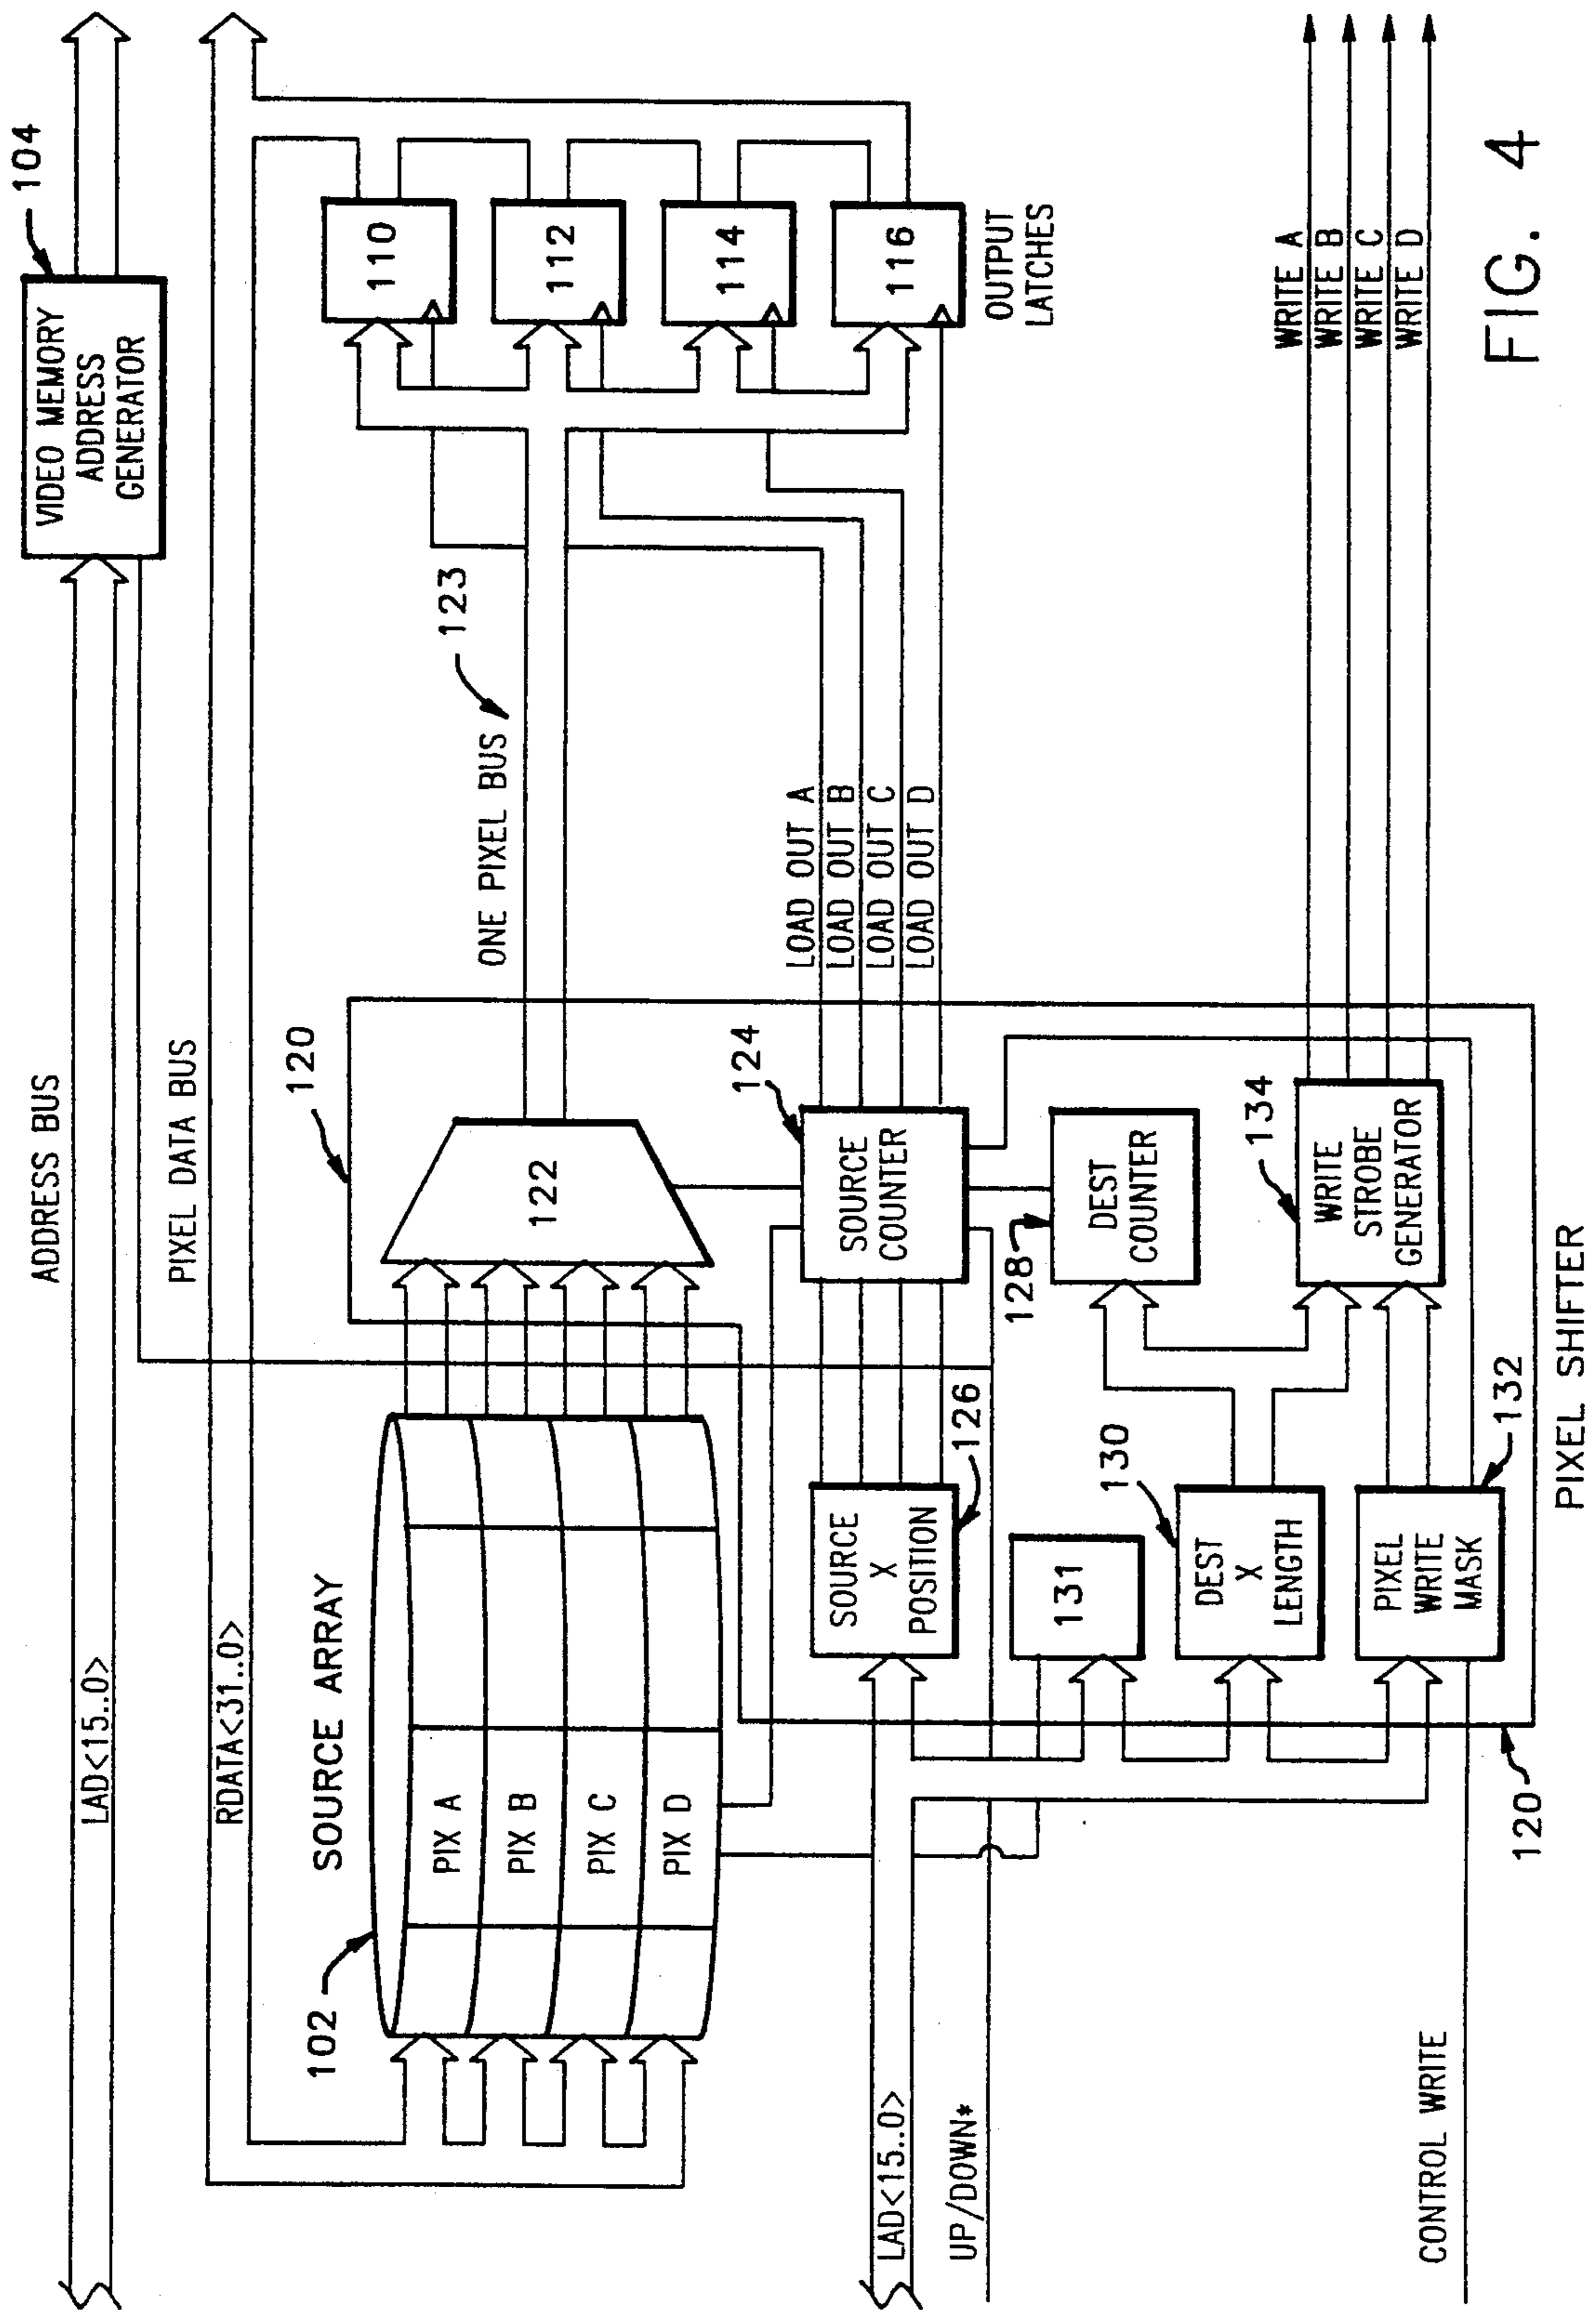 ADDRESS BUS
LAD<15..0>
VIDEO MEMORY
ADDRESS
GENERATOR
104
PIXEL DATA BUS
RDATA<31..0>
SOURCE ARRAY
102
PIX A
PIX B
PIX C
PIX D
120
122
ONE PIXEL BUS
123
110
112
114
116
OUTPUT
LATCHES
LOAD OUT A
LOAD OUT B
LOAD OUT C
LOAD OUT D
124
SOURCE
COUNTER
LAD<15..0>
SOURCE
X
POSITION
126
UP/DOWN*
131
128
DEST
COUNTER
130
DEST
X
LENGTH
134
WRITE
STROBE
GENERATOR
WRITE A
WRITE B
WRITE C
WRITE D
PIXEL
WRITE
MASK
132
CONTROL WRITE
120
PIXEL SHIFTER
FIG. 4